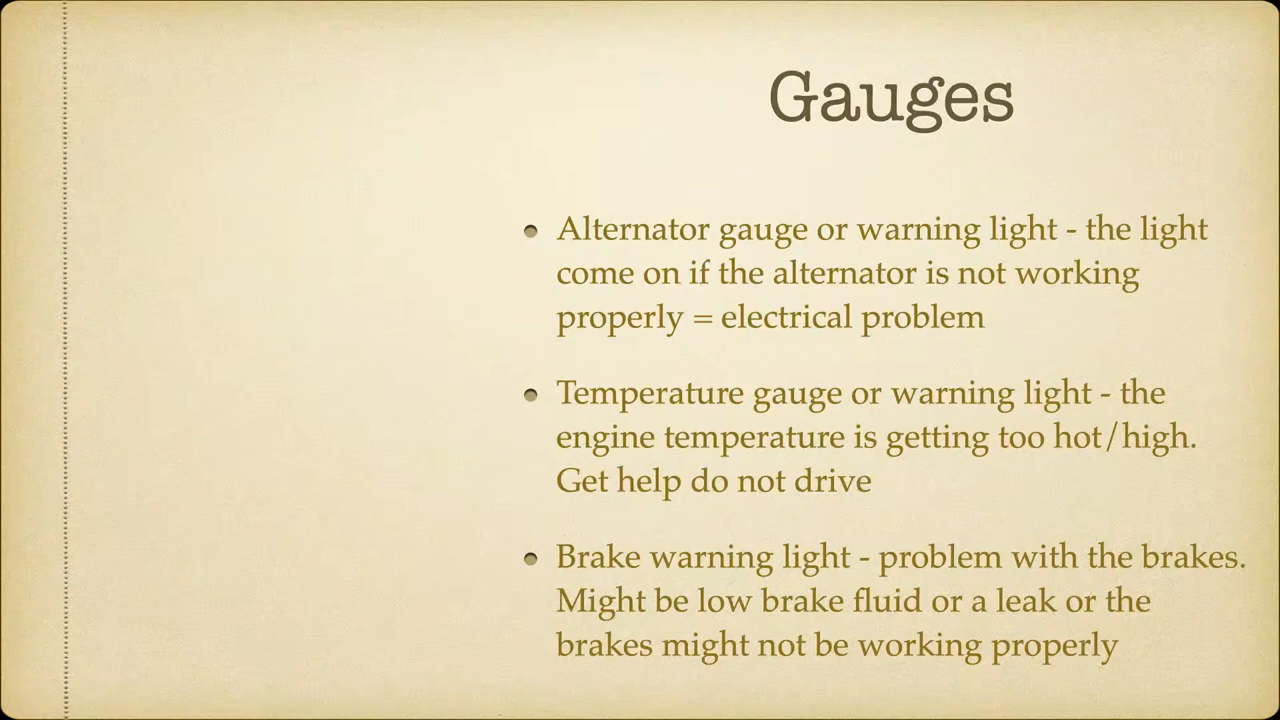 Gauges
• Alternator gauge or warning light - the light
come on if the alternator is not working
properly = electrical problem
• Temperature gauge or warning light - the
engine temperature is getting too hot/high.
Get help do not drive
• Brake warning light - problem with the brakes.
Might be low brake fluid or a leak or the
brakes might not be working properly